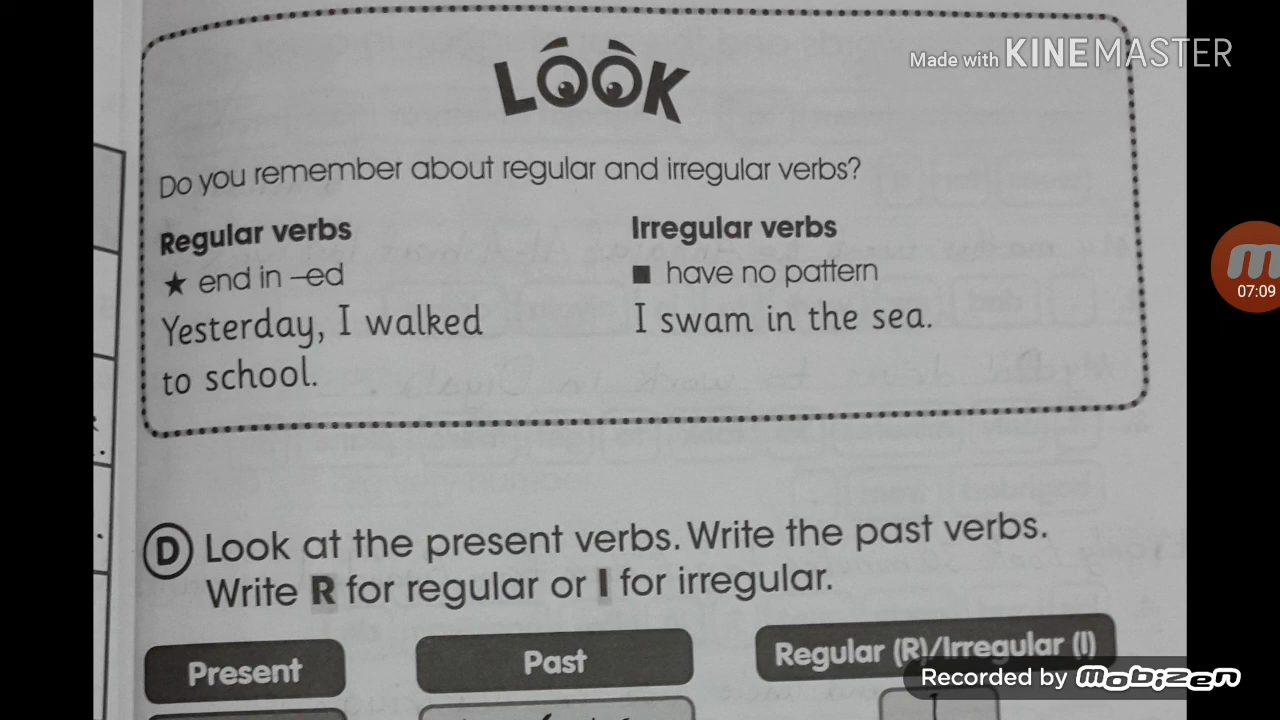 Made with KINEMASTER
LOOK
Do you remember about regular and irregular verbs?
Regular verbs
★ end in –ed
Yesterday, I walked
to school.
Irregular verbs
■ have no pattern
I swam in the sea.
07:09
D Look at the present verbs. Write the past verbs.
Write R for regular or I for irregular.
Present
Past
Regular (R)/Irregular (I)
Recorded by mobizen